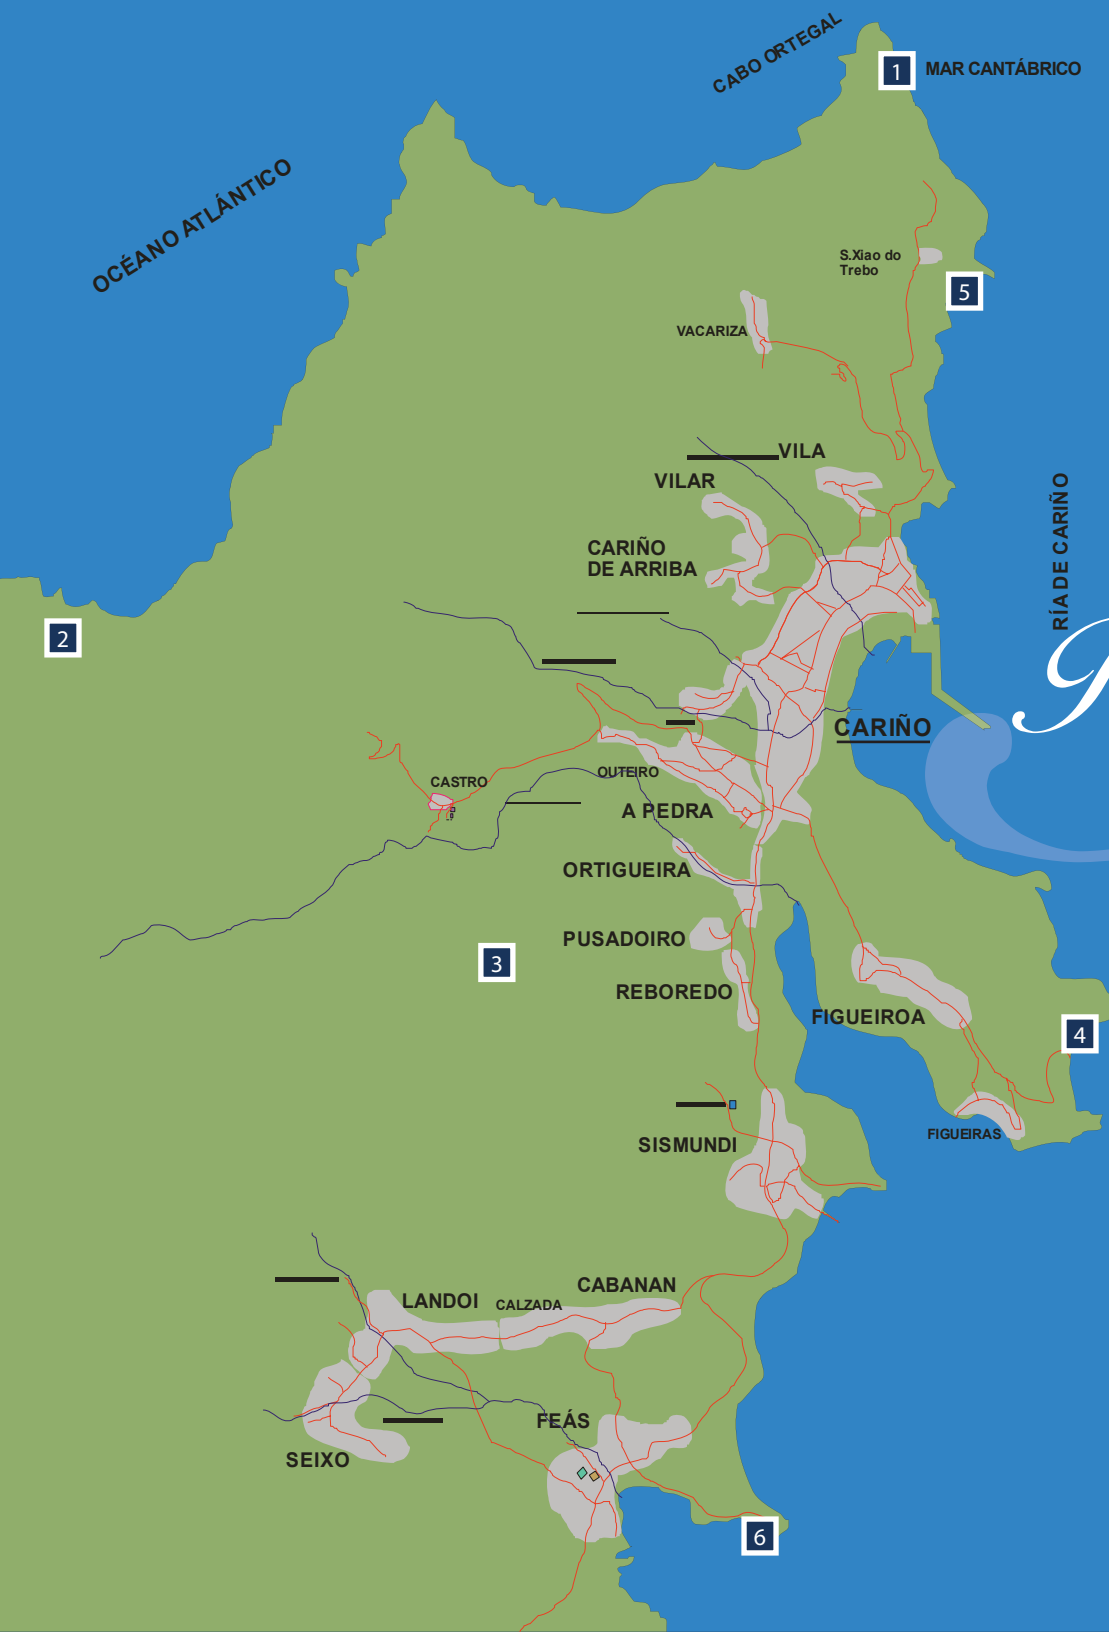 CABO ORTEGAL
1
MAR CANTÁBRICO
OCÉANO ATLÁNTICO
S.Xiao do
Trebo
5
VACARIZA
VILA
VILAR
RÍA DE CARIÑO
CARIÑO
DE ARRIBA
2
CARIÑO
OUTEIRO
CASTRO
A PEDRA
ORTIGUEIRA
PUSADOIRO
3
REBOREDO
FIGUEIROA
4
FIGUEIRAS
SISMUNDI
CABANAN
LANDOI
CALZADA
FEÁS
SEIXO
6